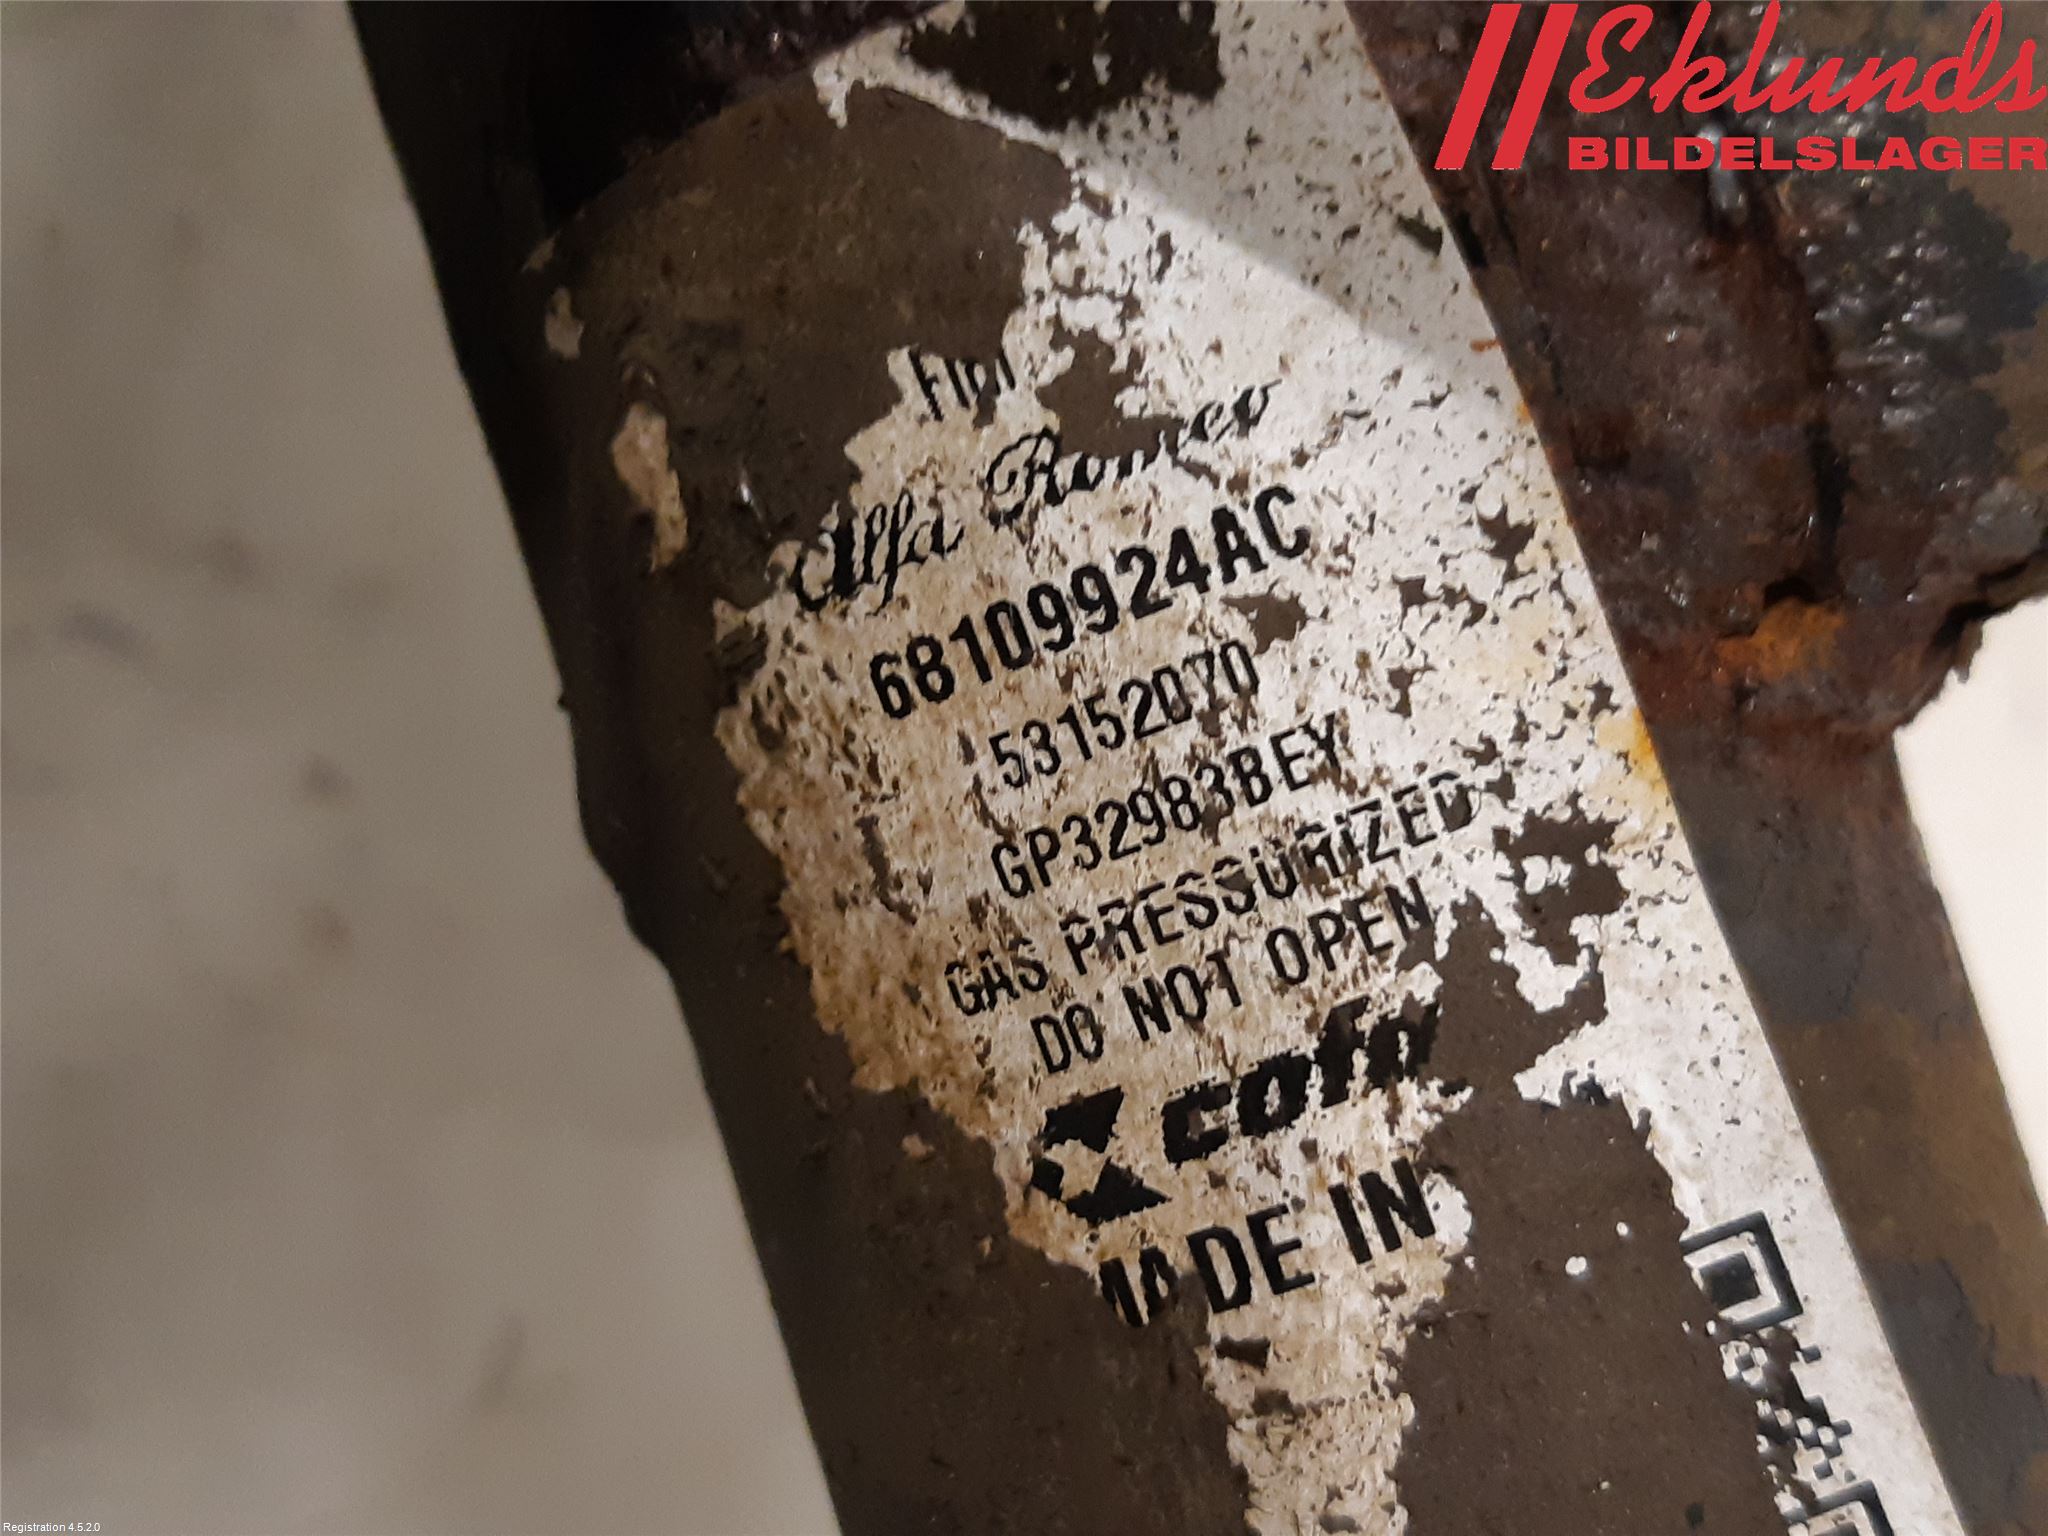 Eklunds
BILDELSLAGER
Alfa Romeo
68109924AC
53152070
GP32983BEY
GAS PRESSURIZED
DO NOT OPEN
MADE IN
Registration 4.5.2.0